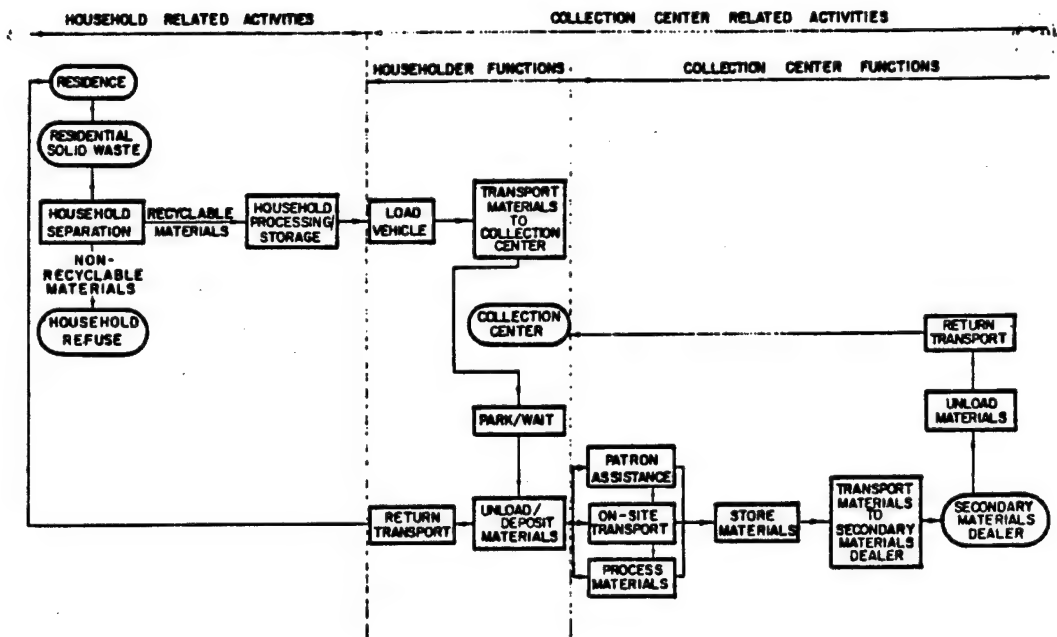 HOUSEHOLD RELATED ACTIVITIES
COLLECTION CENTER RELATED ACTIVITIES
HOUSEHOLDER FUNCTIONS
COLLECTION CENTER FUNCTIONS
RESIDENCE
RESIDENTIAL
SOLID WASTE
HOUSEHOLD
SEPARATION
RECYCLABLE
MATERIALS
HOUSEHOLD
PROCESSING/
STORAGE
LOAD
VEHICLE
TRANSPORT
MATERIALS
TO
COLLECTION
CENTER
NON-
RECYCLABLE
MATERIALS
HOUSEHOLD
REFUSE
COLLECTION
CENTER
RETURN
TRANSPORT
UNLOAD
MATERIALS
PARK/WAIT
PATRON
ASSISTANCE
RETURN
TRANSPORT
UNLOAD/
DEPOSIT
MATERIALS
ON-SITE
TRANSPORT
PROCESS
MATERIALS
STORE
MATERIALS
TRANSPORT
MATERIALS
TO
SECONDARY
MATERIALS
DEALER
SECONDARY
MATERIALS
DEALER